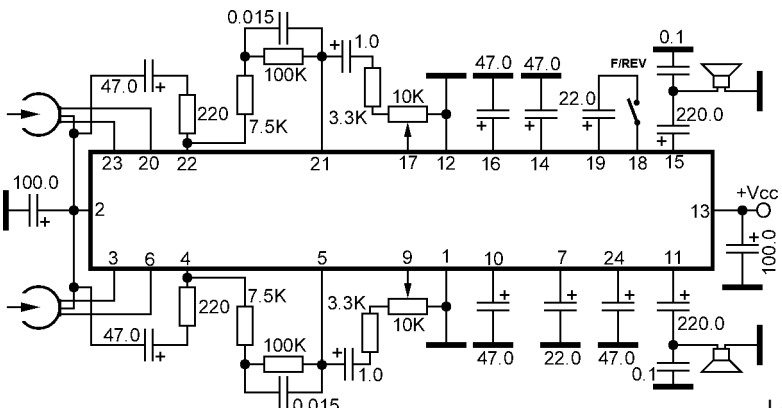 0.015
+ 1.0
0.1
47.0
47.0
F/REV
47.0 +
100K
10K
22.0
220
3.3K
220.0
7.5K
+ + + +
23 20 22 21 17 12 16 14 19 18 15
100.0
+Vcc
+
2
13
+
100.0
3 6 4 5 9 1 10 7 24 11
7.5K
+ + + +
220
3.3K
10K
220.0
47.0 +
100K
+
1.0
47.0
22.0
47.0
0.1
0.015